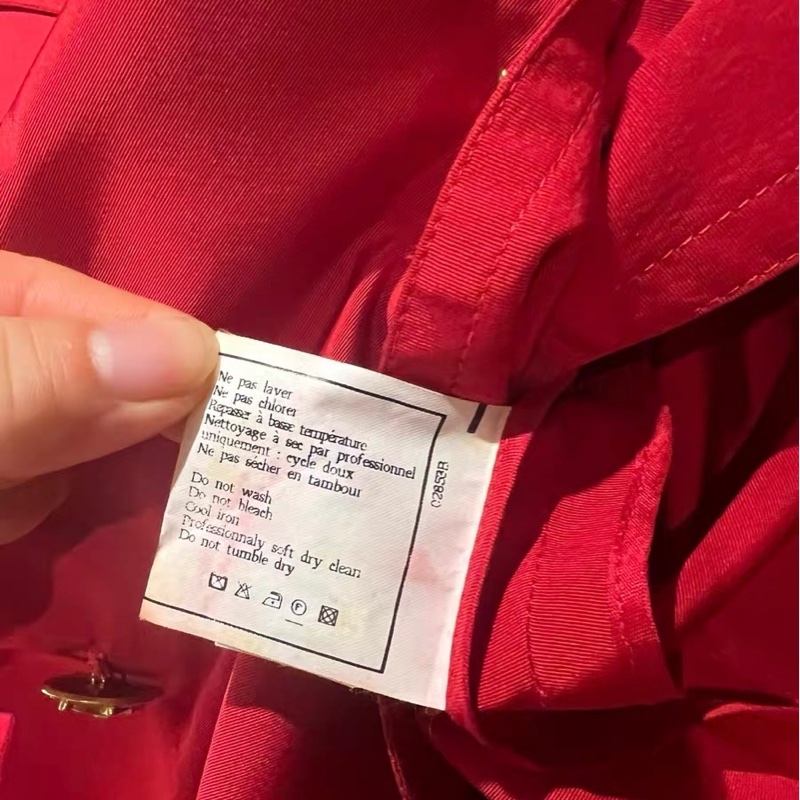 Ne pas laver
Ne pas chlorer
Repasser à basse température
Nettoyage à sec par professionnel
uniquement : cycle doux
Ne pas sécher en tambour
Do not wash
Do not bleach
Cool iron
Professionnaly soft dry clean
Do not tumble dry
F
02853B